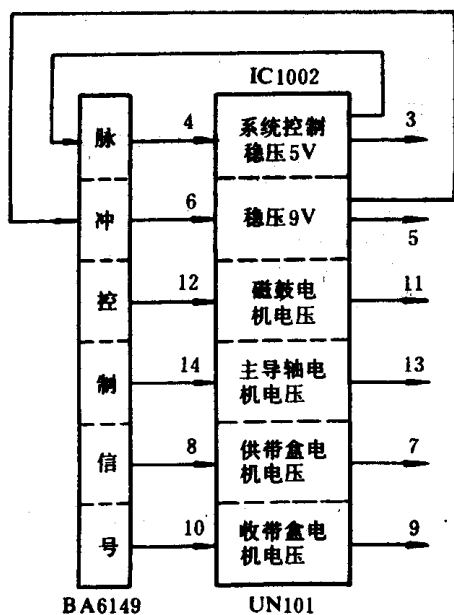 IC1002
脉
4
系统控制
稳压5V
3
冲
6
稳压9V
5
控
12
磁鼓电
机电压
11
制
14
主导轴电
机电压
13
信
8
供带盒电
机电压
7
号
10
收带盒电
机电压
9
BA6149
UN101